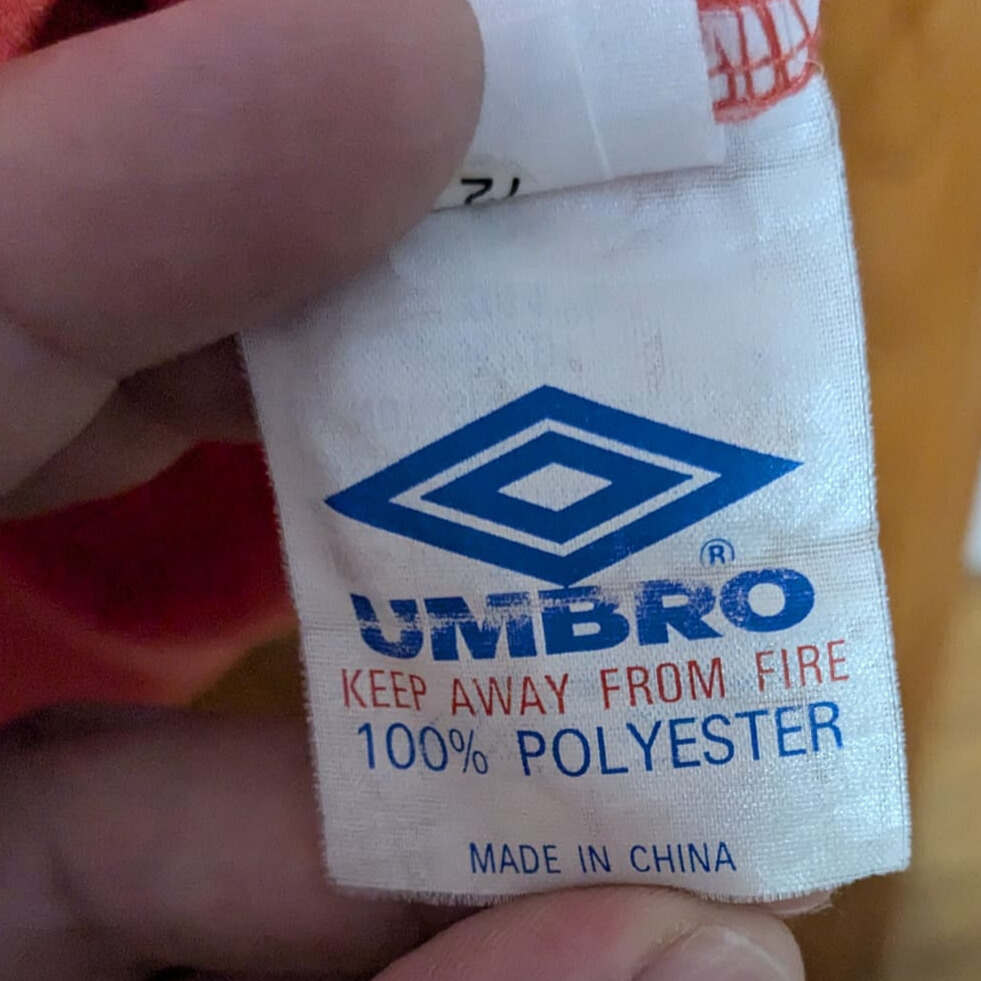 ®
UMBRO
KEEP AWAY FROM FIRE
100% POLYESTER
MADE IN CHINA